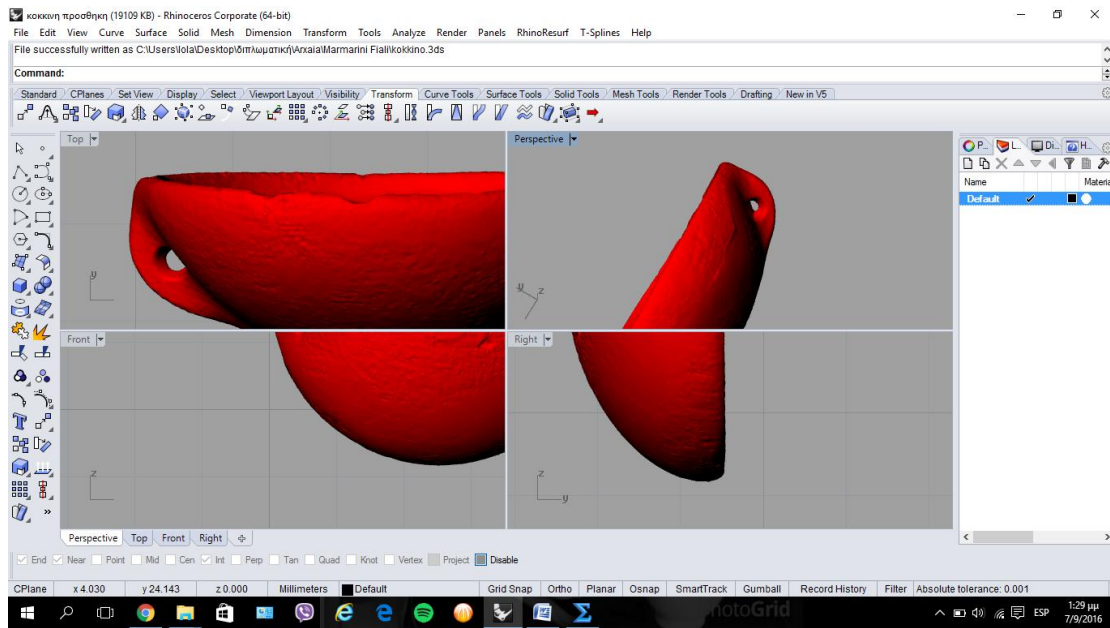 κοκκινη προσθηκη (19109 KB) - Rhinoceros Corporate (64-bit)
File Edit View Curve Surface Solid Mesh Dimension Transform Tools Analyze Render Panels RhinoResurf T-Splines Help
File successfully written as C:\Users\lola\Desktop\διπλωματική\Arxaia\Marmarini Fiali\kokkino.3ds
Command:
Standard CPlanes Set View Display Select Viewport Layout Visibility Transform Curve Tools Surface Tools Solid Tools Mesh Tools Render Tools Drafting New in V5
Top
Perspective
P... L... Di... H...
Name Materia
Default
y
y z
Front
Right
z
z
y
Perspective Top Front Right
End Near Point Mid Cen Int Perp Tan Quad Knot Vertex Project Disable
CPlane x 4.030 y 24.143 z 0.000 Millimeters Default Grid Snap Ortho Planar Osnap SmartTrack Gumball Record History Filter Absolute tolerance: 0.001
PhotoGrid
ESP
1:29 μμ
7/9/2016